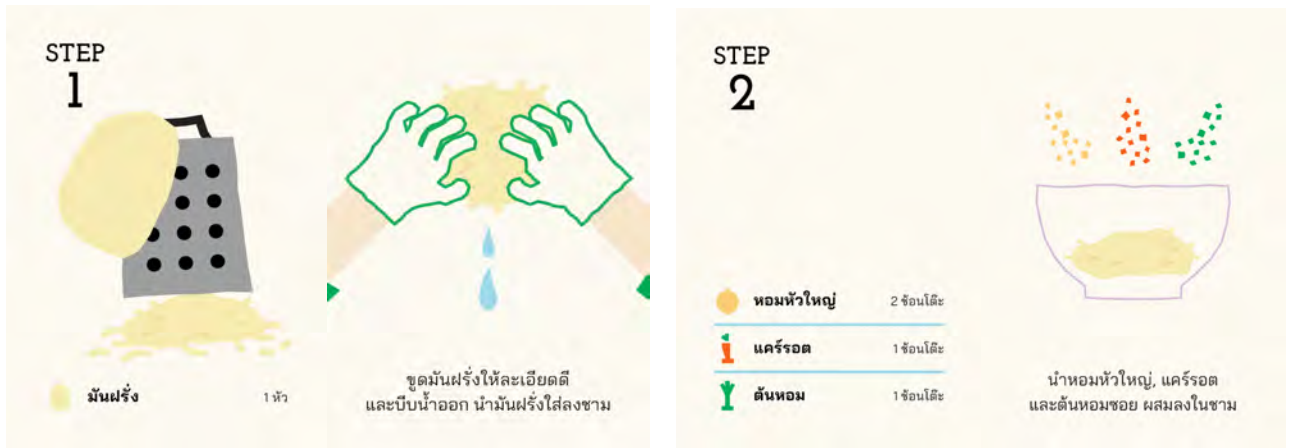 STEP
1
มันฝรั่ง 1 หัว
ขูดมันฝรั่งให้ละเอียดดี
และบีบน้ำออก นำมันฝรั่งใส่ลงชาม
STEP
2
หอมหัวใหญ่ 2 ช้อนโต๊ะ
แคร์รอต 1 ช้อนโต๊ะ
ต้นหอม 1 ช้อนโต๊ะ
นำหอมหัวใหญ่, แคร์รอต
และต้นหอมซอย ผสมลงในชาม